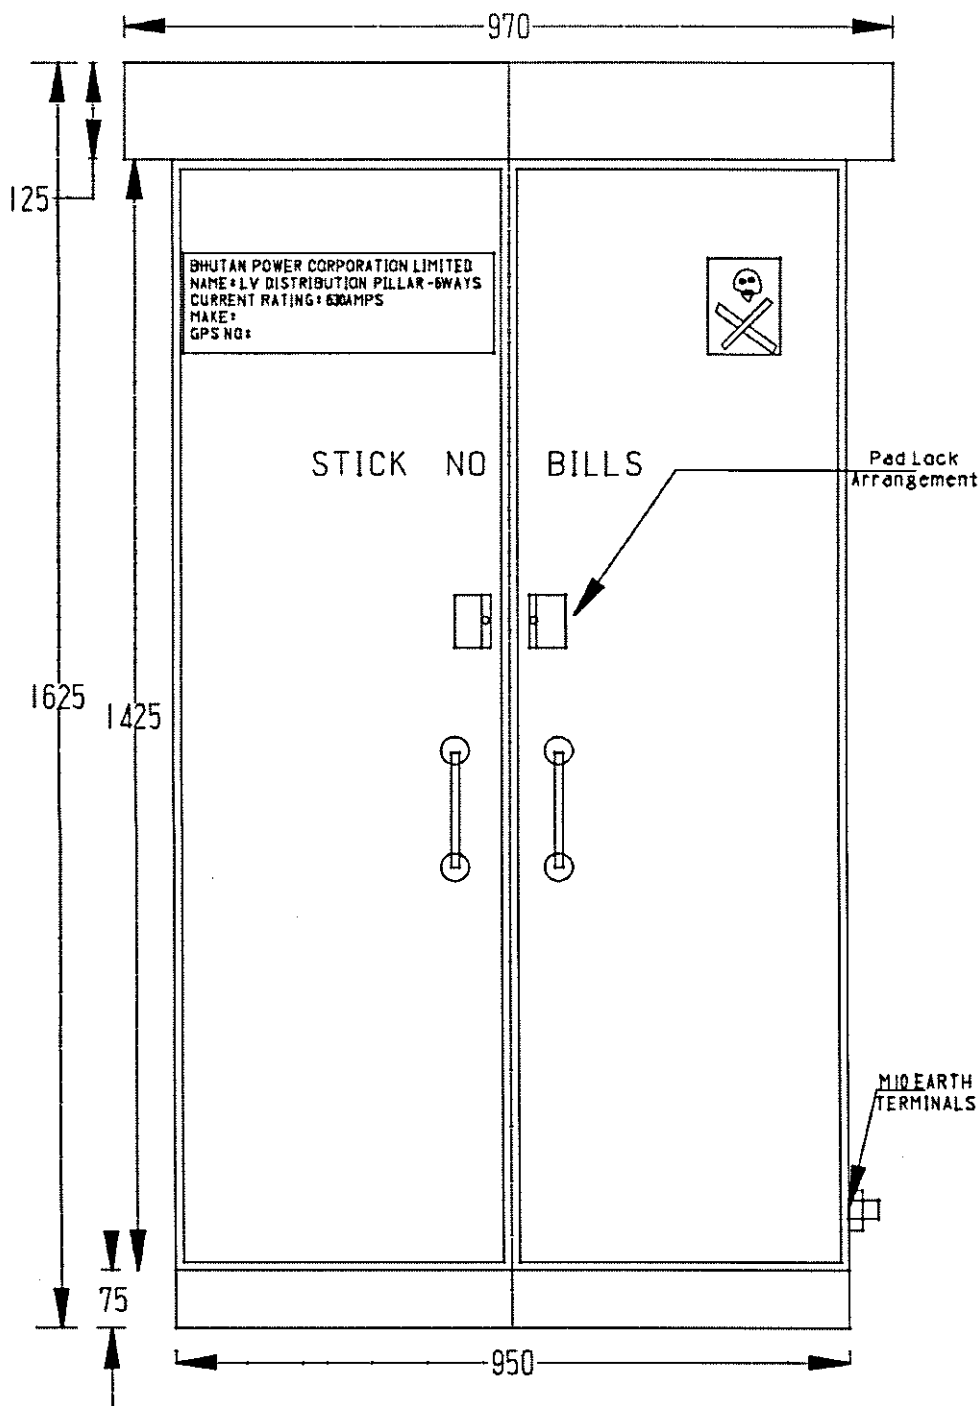 970
125
BHUTAN POWER CORPORATION LIMITED
NAME: LV DISTRIBUTION PILLAR-6WAYS
CURRENT RATING: 630AMPS
MAKE:
GPS NO:
STICK NO BILLS
Pad Lock
Arrangement
1625
1425
M10 EARTH
TERMINALS
75
950